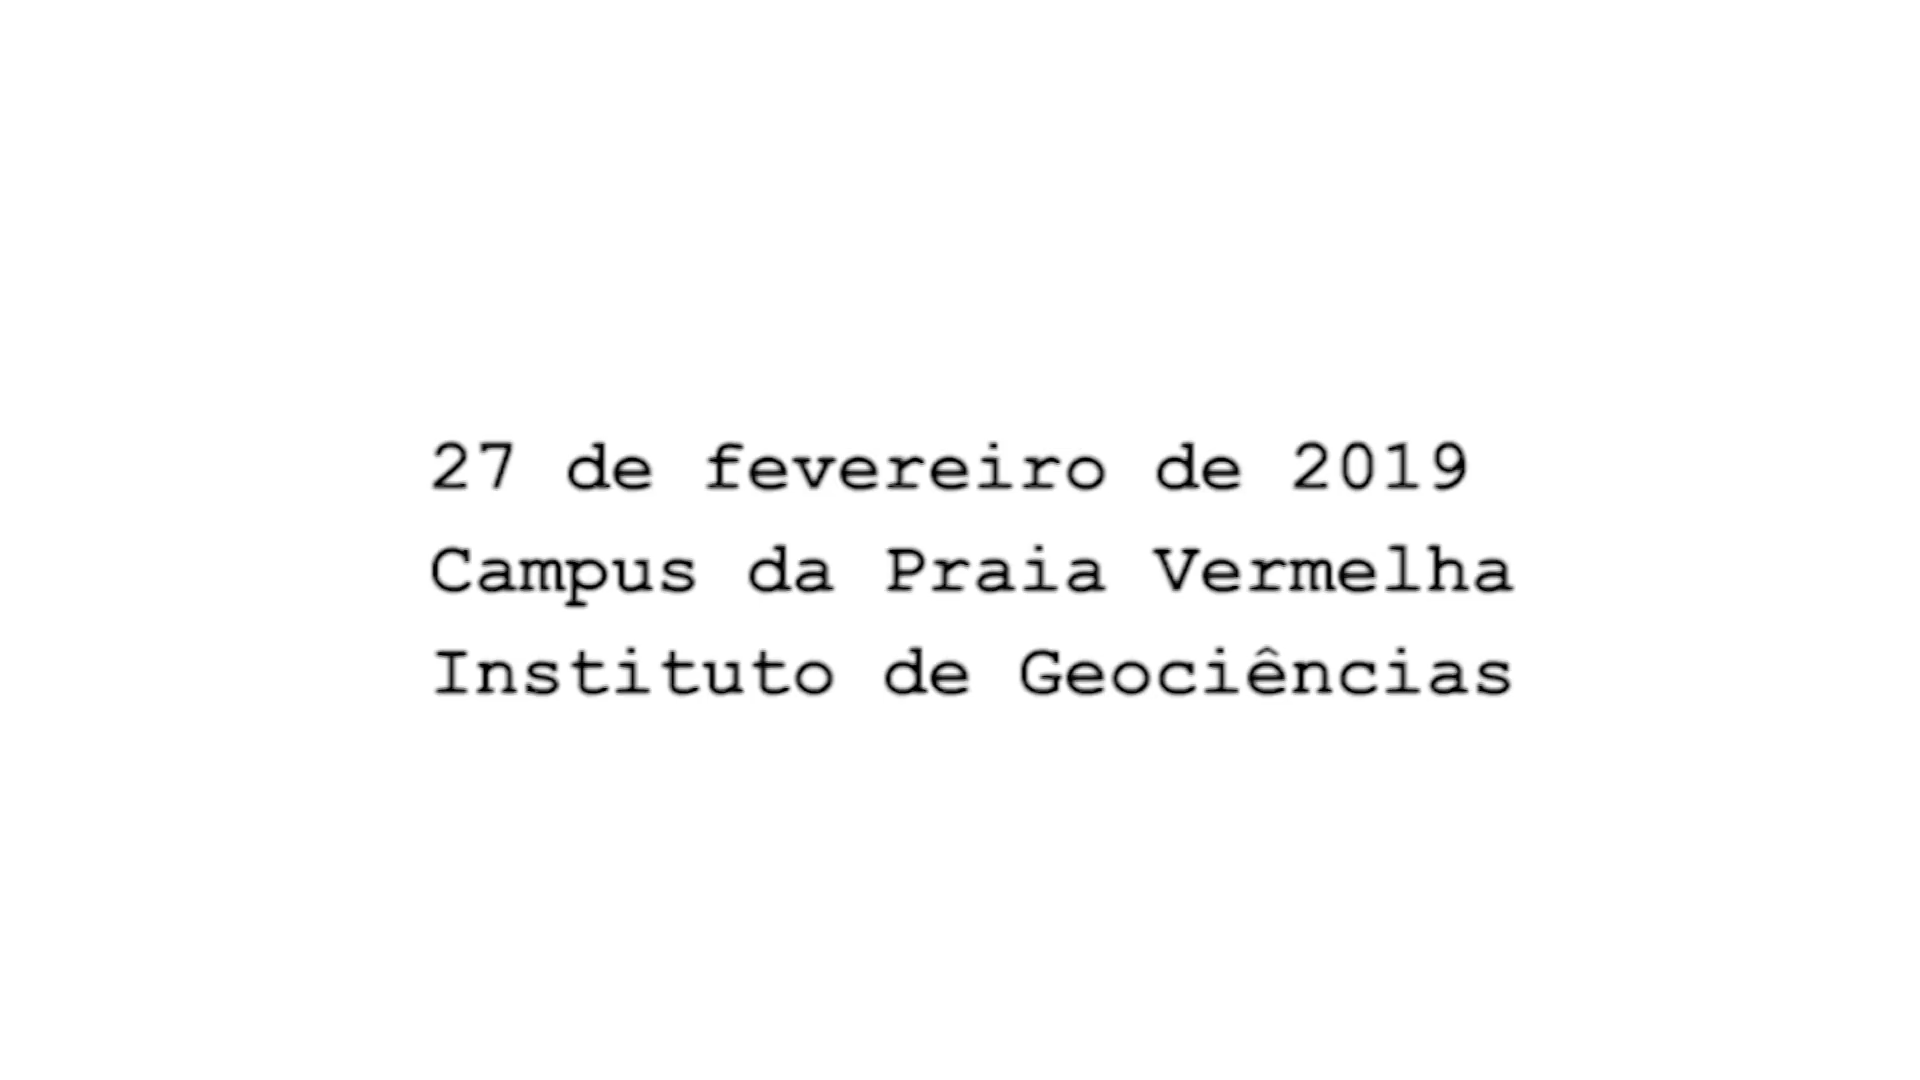 27 de fevereiro de 2019
Campus da Praia Vermelha
Instituto de Geociências